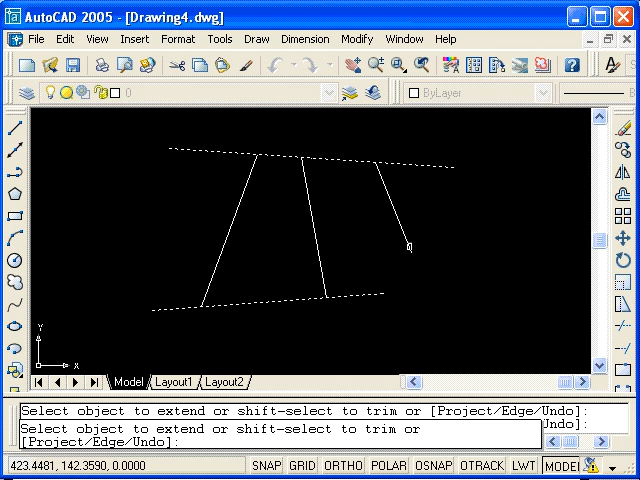 AutoCAD 2005 - [Drawing4.dwg]
File Edit View Insert Format Tools Draw Dimension Modify Window Help
0 ByLayer
Y
X
Model Layout1 Layout2
Select object to extend or shift-select to trim or [Project/Edge/Undo]:
Select object to extend or shift-select to trim or
[Project/Edge/Undo]:
423.4481, 142.3590, 0.0000 SNAP GRID ORTHO POLAR OSNAP OTRACK LWT MODEL